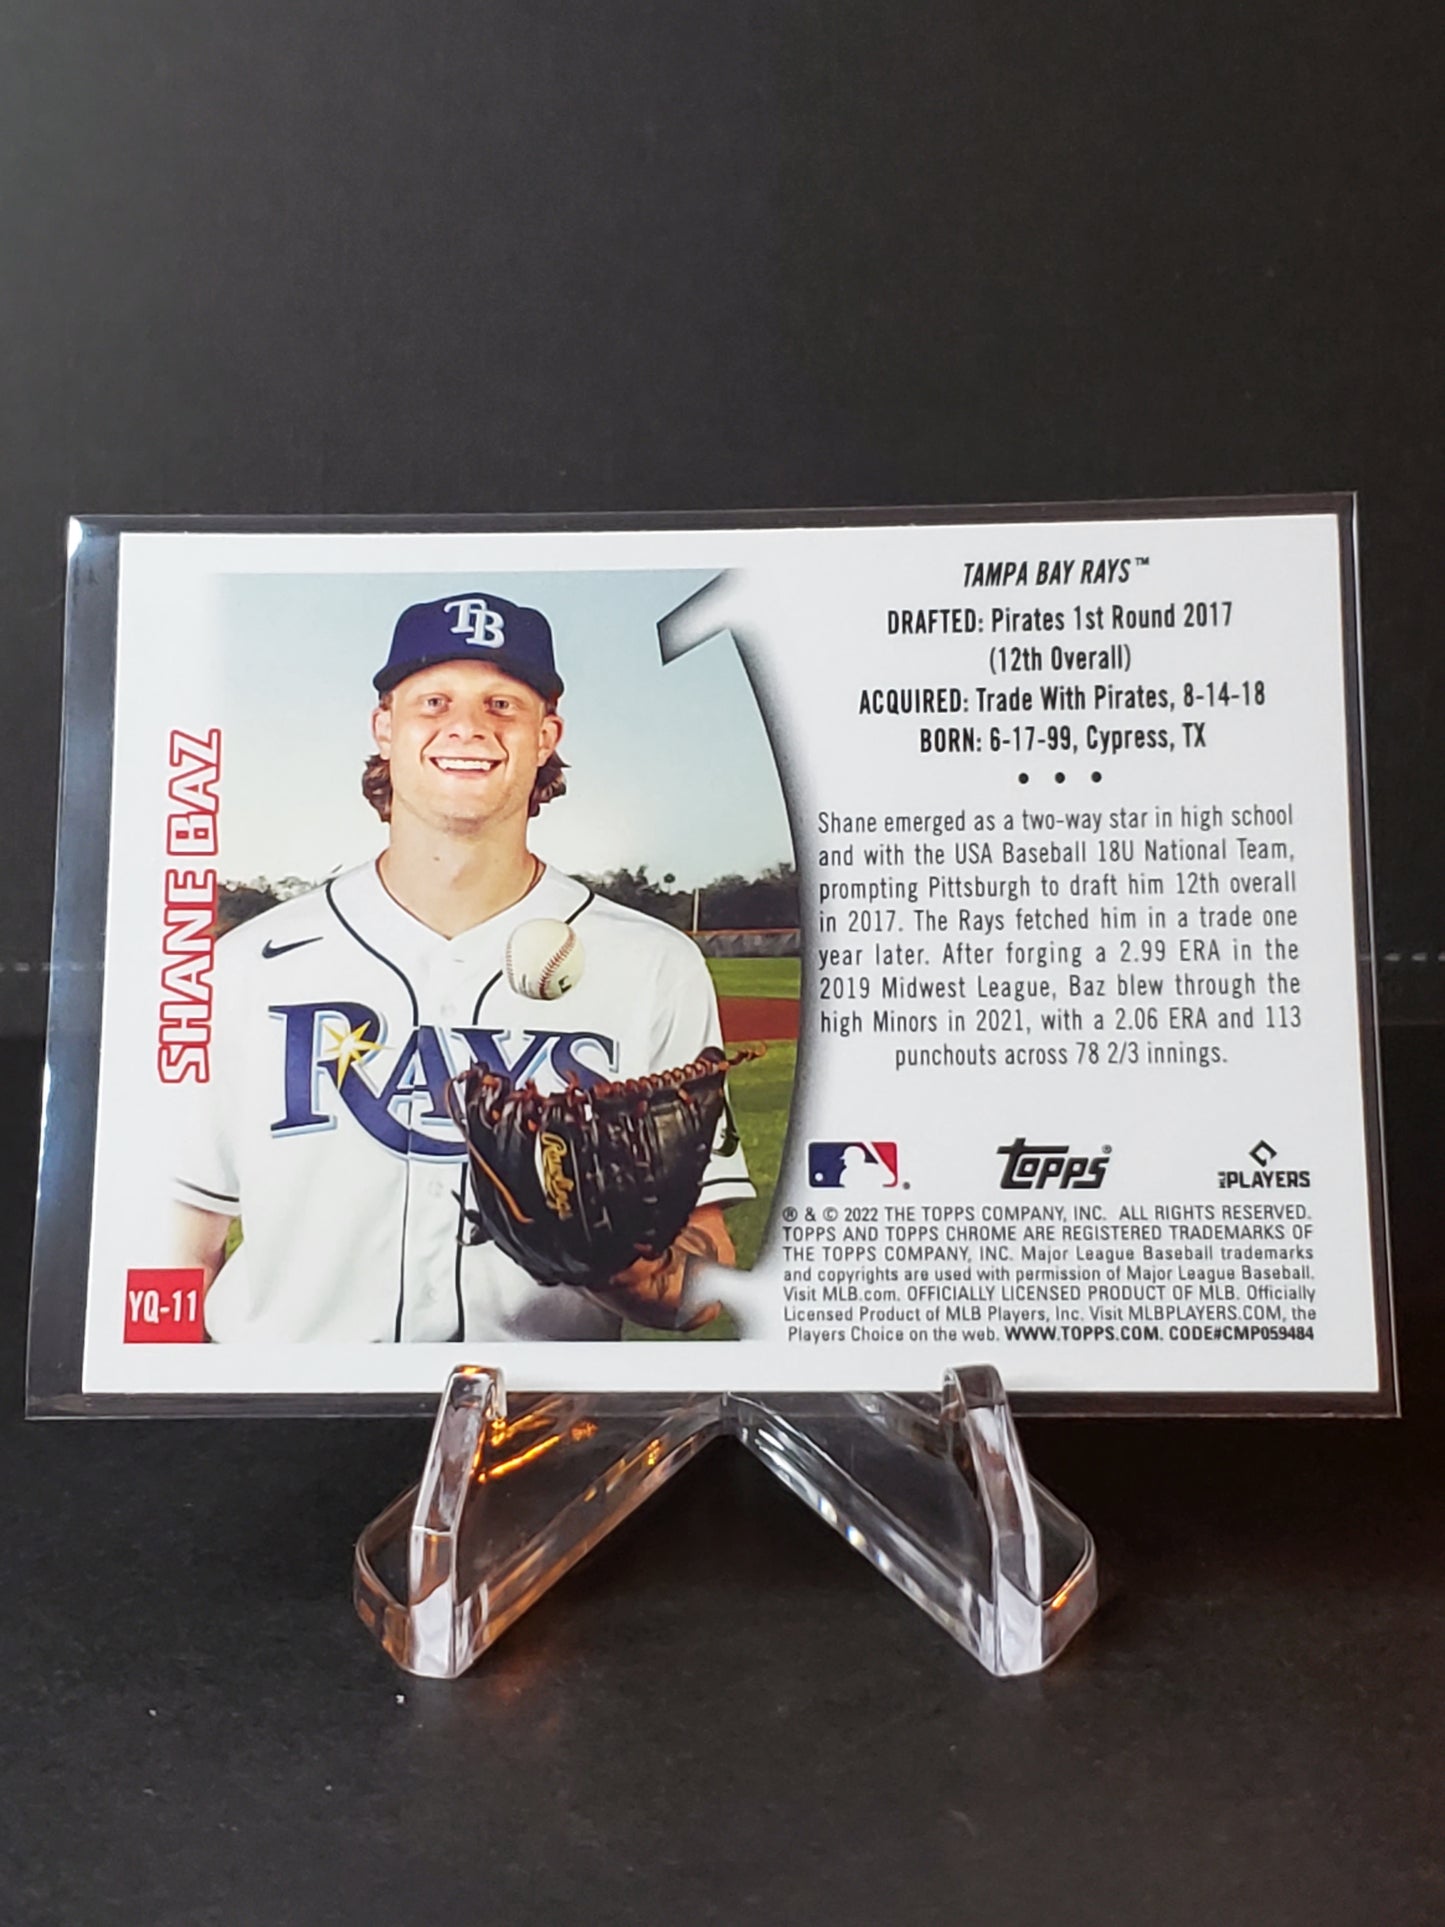 TAMPA BAY RAYS™
DRAFTED: Pirates 1st Round 2017
(12th Overall)
ACQUIRED: Trade With Pirates, 8-14-18
BORN: 6-17-99, Cypress, TX
• • •
Shane emerged as a two-way star in high school
and with the USA Baseball 18U National Team,
prompting Pittsburgh to draft him 12th overall
in 2017. The Rays fetched him in a trade one
year later. After forging a 2.99 ERA in the
2019 Midwest League, Baz blew through the
high Minors in 2021, with a 2.06 ERA and 113
punchouts across 78 2/3 innings.
SHANE BAZ
TB
RAYS
Rawlings
YQ-11
TOPPS®
MLB PLAYERS
® & © 2022 THE TOPPS COMPANY, INC. ALL RIGHTS RESERVED.
TOPPS AND TOPPS CHROME ARE REGISTERED TRADEMARKS OF
THE TOPPS COMPANY, INC. Major League Baseball trademarks
and copyrights are used with permission of Major League Baseball.
Visit MLB.com. OFFICIALLY LICENSED PRODUCT OF MLB. Officially
Licensed Product of MLB Players, Inc. Visit MLBPLAYERS.COM, the
Players Choice on the web. WWW.TOPPS.COM. CODE#CMP059484